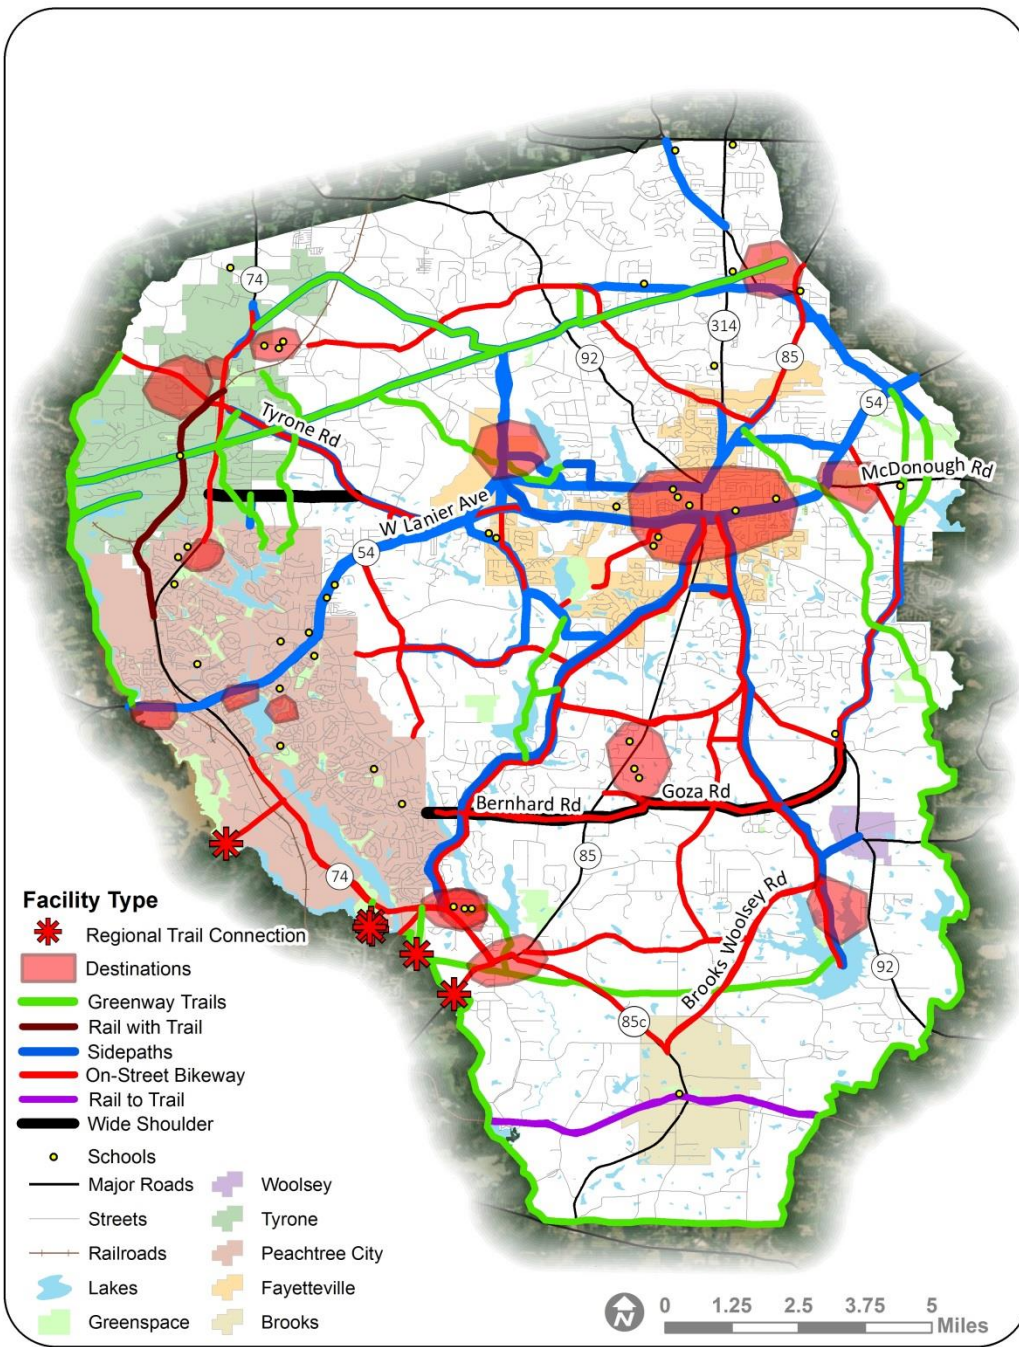 74
314
92
85
54
Tyrone Rd
McDonough Rd
W Lanier Ave
54
Bernhard Rd
Goza Rd
85
74
Brooks Woolsey Rd
92
85c
Facility Type
Regional Trail Connection
Destinations
Greenway Trails
Rail with Trail
Sidepaths
On-Street Bikeway
Rail to Trail
Wide Shoulder
Schools
Major Roads
Streets
Railroads
Lakes
Greenspace
Woolsey
Tyrone
Peachtree City
Fayetteville
Brooks
N
0 1.25 2.5 3.75 5
Miles